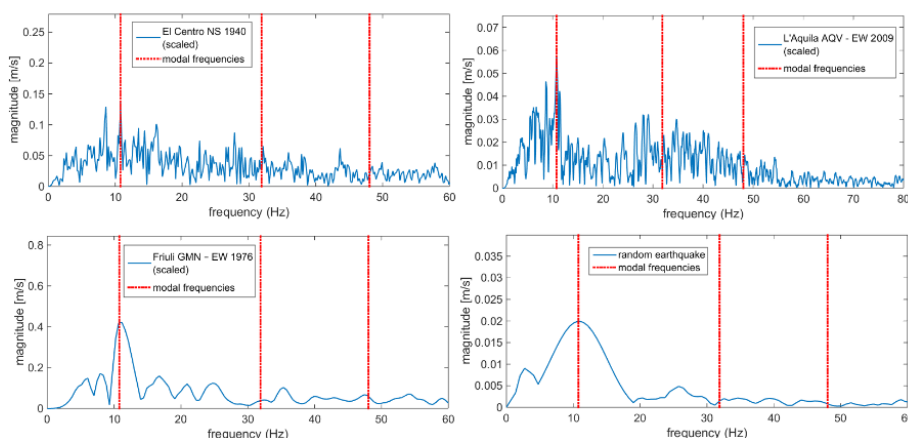 0.25
0.2
0.15
0.1
0.05
0
magnitude [m/s]
El Centro NS 1940
(scaled)
modal frequencies
0 10 20 30 40 50 60
frequency (Hz)
0.07
0.06
0.05
0.04
0.03
0.02
0.01
0
magnitude [m/s]
L'Aquila AQV - EW 2009
(scaled)
modal frequencies
0 10 20 30 40 50 60 70 80
frequency (Hz)
0.8
0.6
0.4
0.2
0
magnitude [m/s]
Friuli GMN - EW 1976
(scaled)
modal frequencies
0 10 20 30 40 50 60
frequency (Hz)
0.035
0.03
0.025
0.02
0.015
0.01
0.005
0
magnitude [m/s]
random earthquake
modal frequencies
0 10 20 30 40 50 60
frequency (Hz)